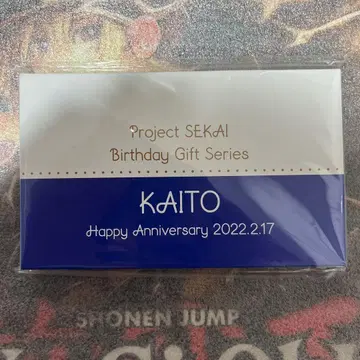 Project SEKAI
Birthday Gift Series
KAITO
Happy Anniversary 2022.2.17
SHONEN JUMP